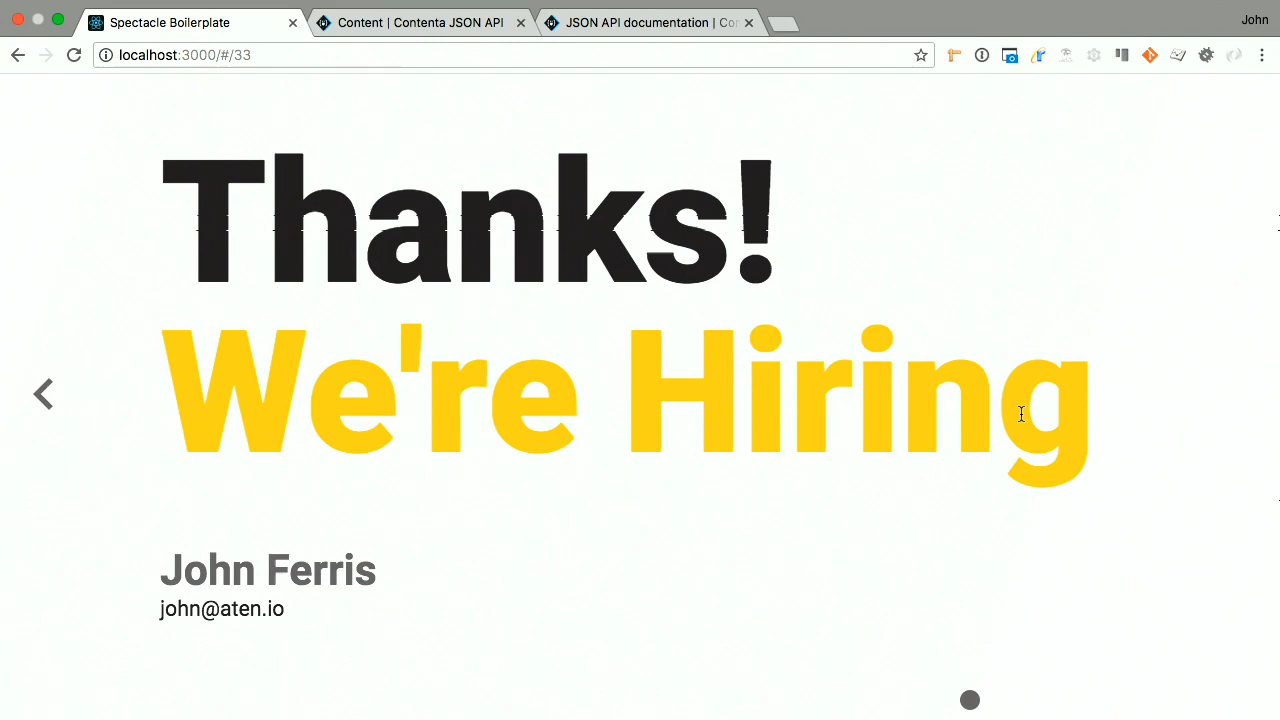 Spectacle Boilerplate
Content | Contenta JSON API
JSON API documentation | Con
John
localhost:3000/#/33
Thanks!
We're Hiring
John Ferris
john@aten.io